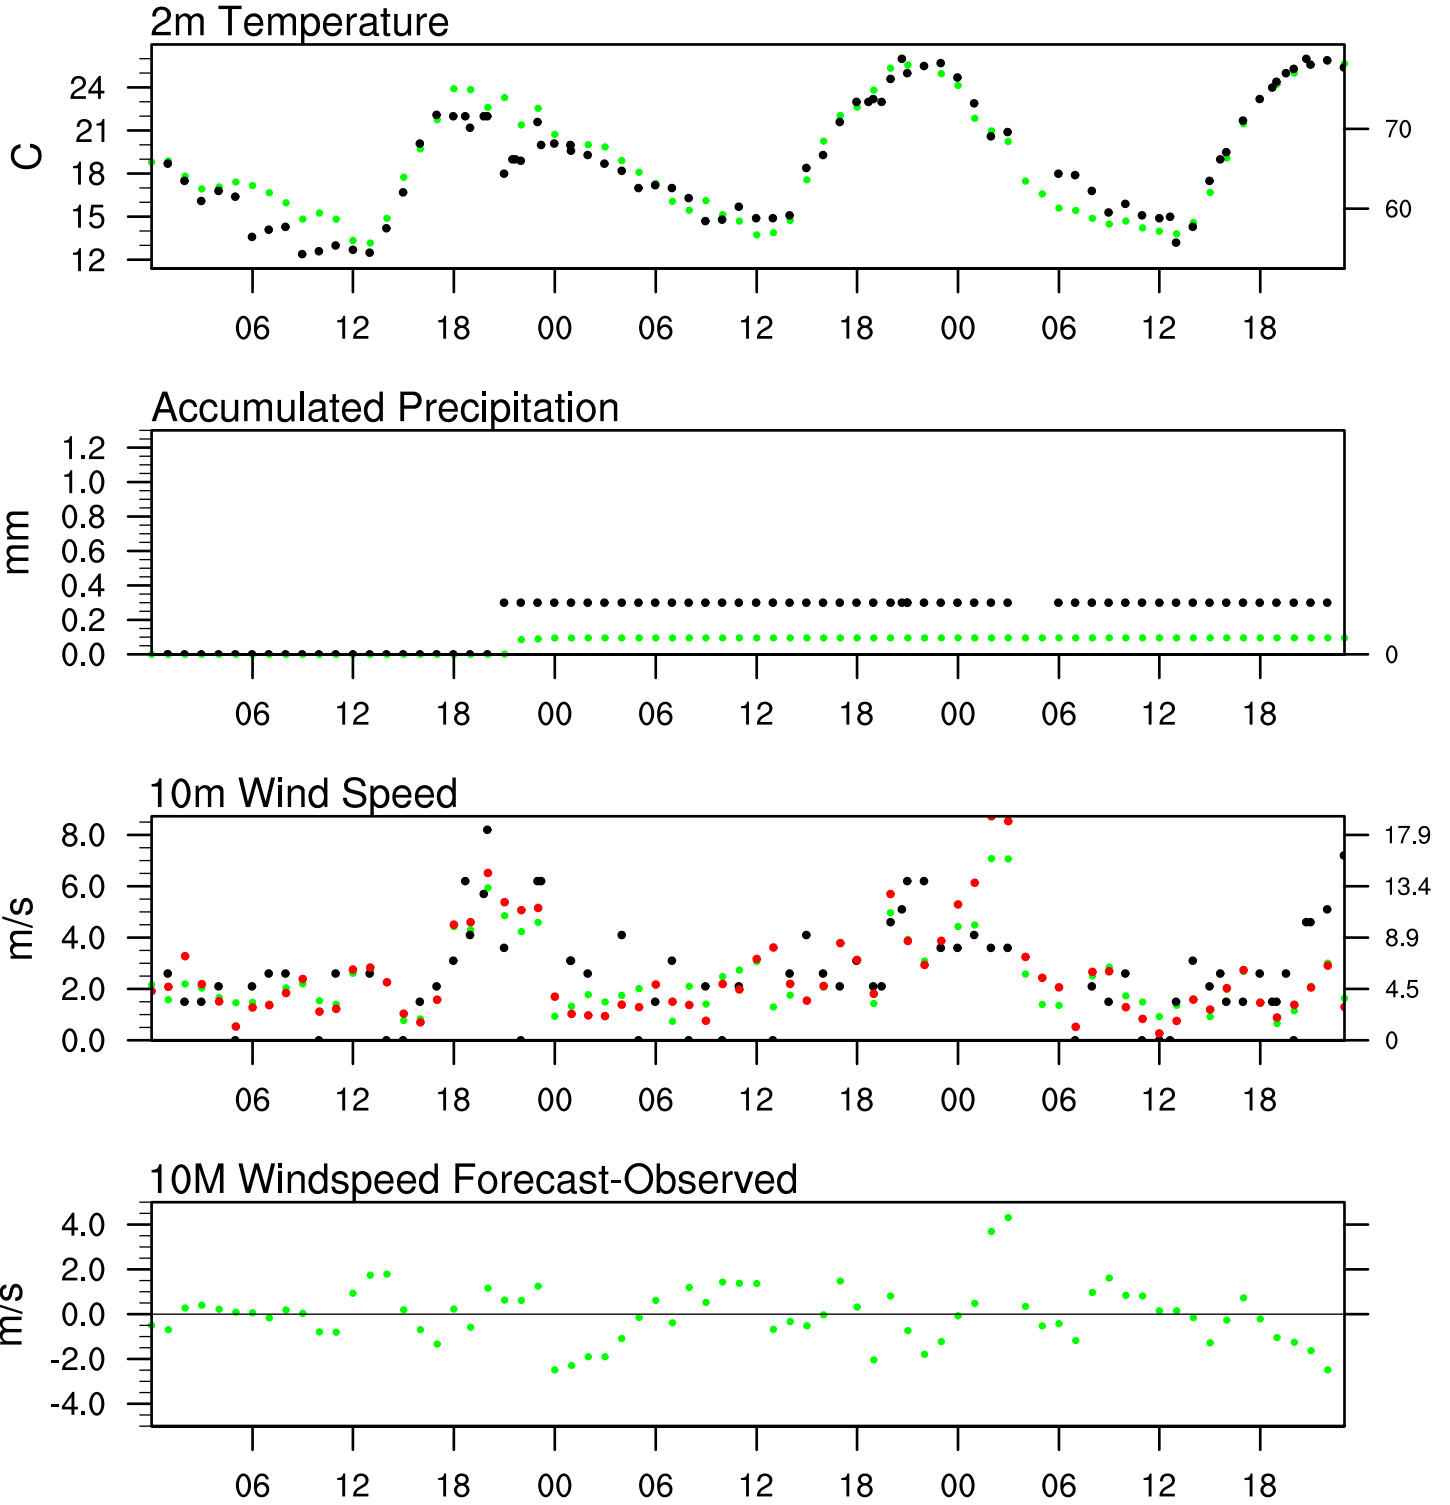 2m Temperature
24
21
18
15
12
C
70
60
06 12 18 00 06 12 18 00 06 12 18
Accumulated Precipitation
1.2
1.0
0.8
0.6
0.4
0.2
0.0
mm
0
06 12 18 00 06 12 18 00 06 12 18
10m Wind Speed
8.0
6.0
4.0
2.0
0.0
m/s
17.9
13.4
8.9
4.5
0
06 12 18 00 06 12 18 00 06 12 18
10M Windspeed Forecast-Observed
4.0
2.0
0.0
-2.0
-4.0
m/s
06 12 18 00 06 12 18 00 06 12 18